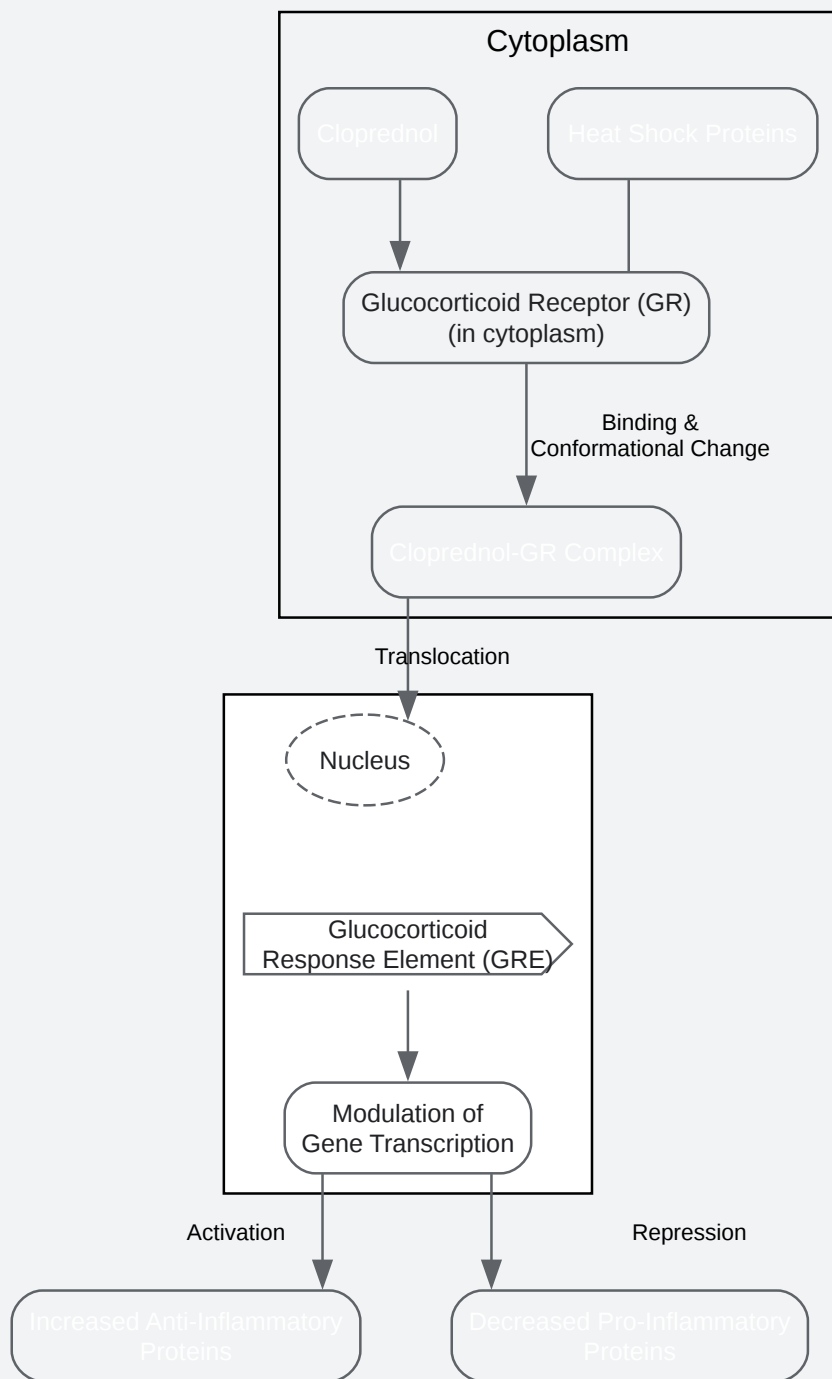 Cytoplasm
Cloprednol
Heat Shock Proteins
Glucocorticoid Receptor (GR)
(in cytoplasm)
Binding &
Conformational Change
Cloprednol-GR Complex
Translocation
Nucleus
Glucocorticoid
Response Element (GRE)
Modulation of
Gene Transcription
Activation
Repression
Increased Anti-Inflammatory
Proteins
Decreased Pro-Inflammatory
Proteins